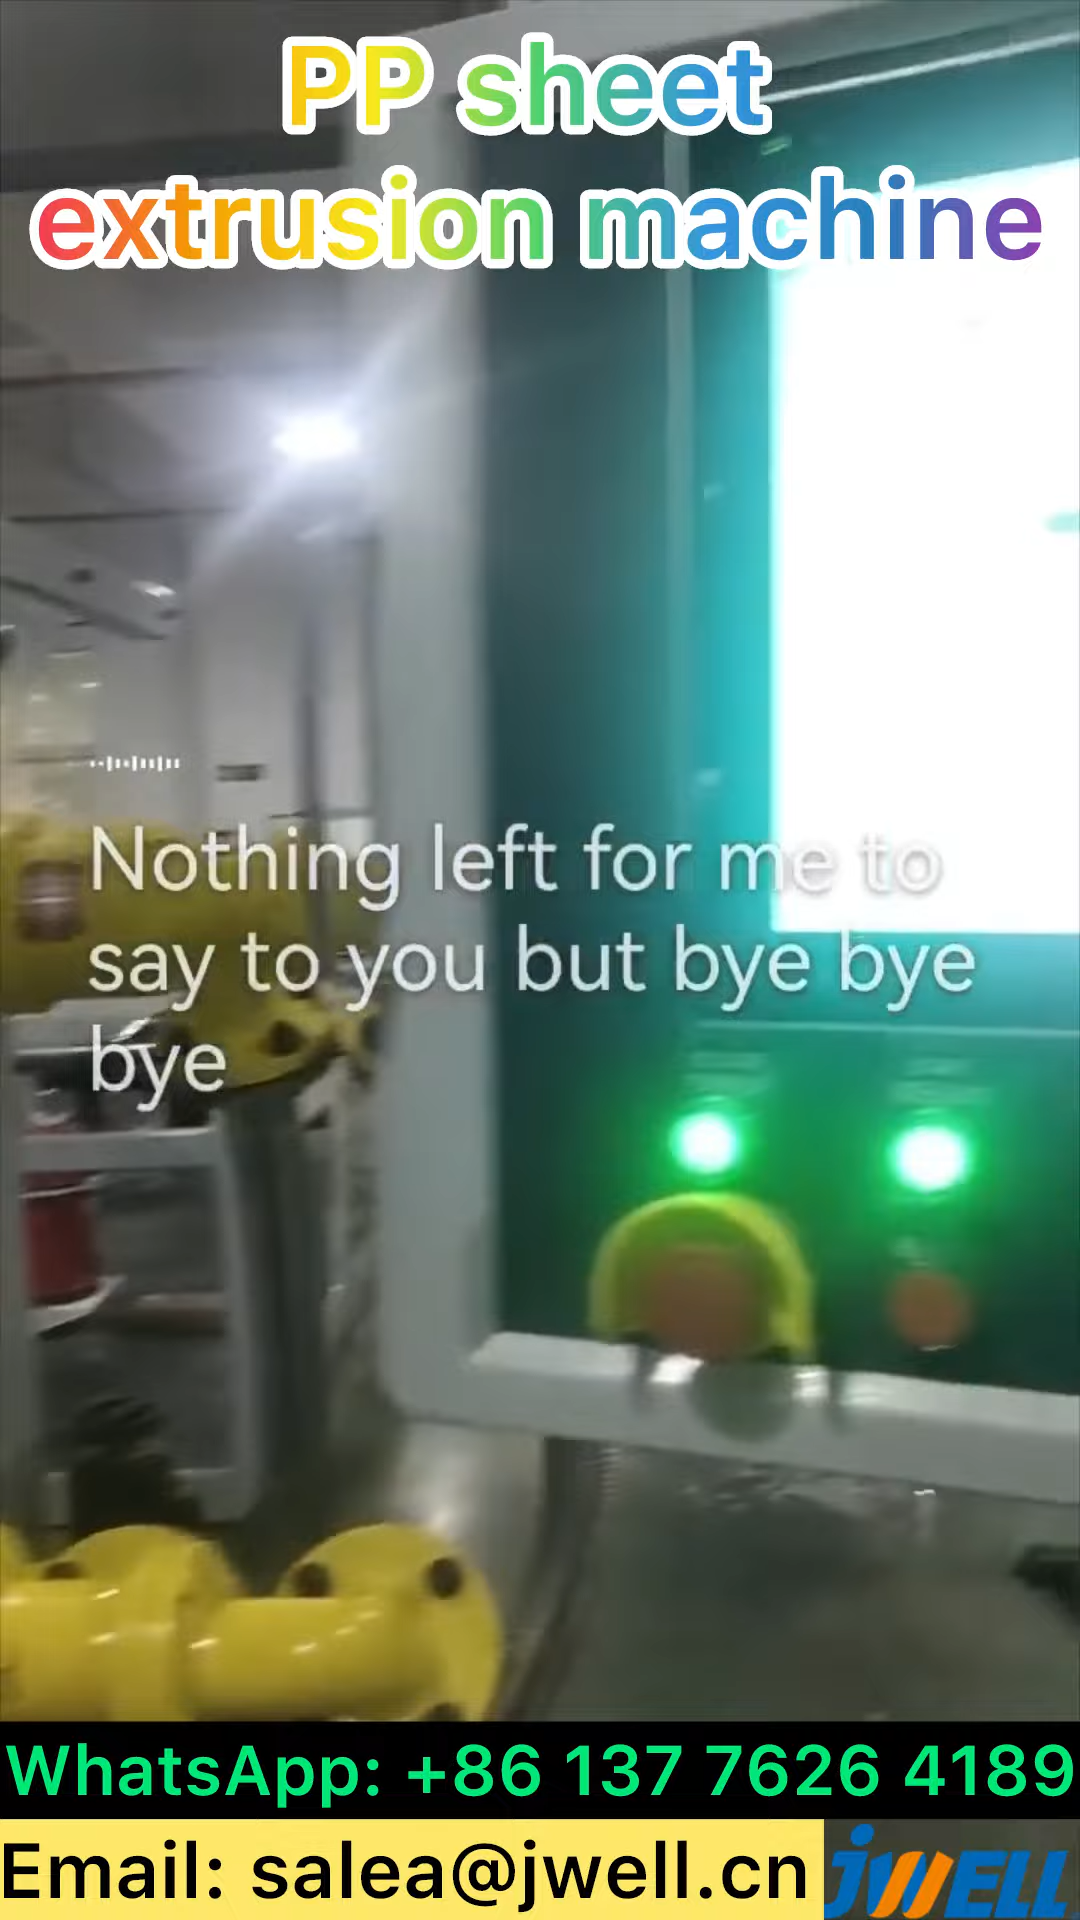 PP sheet
extrusion machine
Nothing left for me to
say to you but bye bye
bye
WhatsApp: +86 137 7626 4189
Email: salea@jwell.cn
JWELL